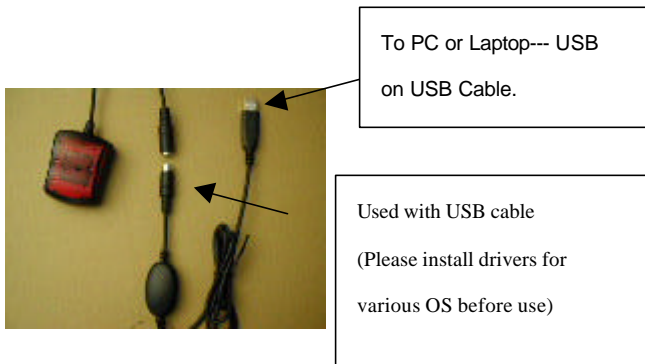 To PC or Laptop--- USB
on USB Cable.
Used with USB cable
(Please install drivers for
various OS before use)